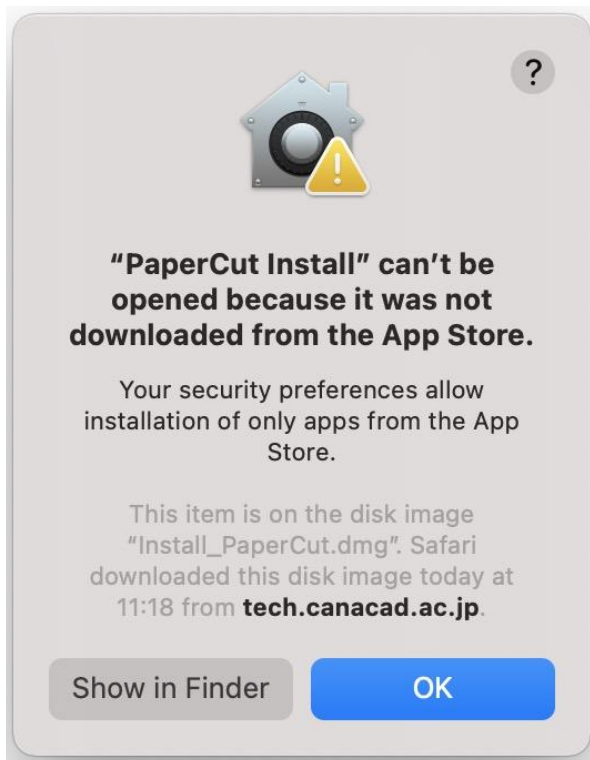 ?
“PaperCut Install” can’t be
opened because it was not
downloaded from the App Store.
Your security preferences allow
installation of only apps from the App
Store.
This item is on the disk image
“Install_PaperCut.dmg”. Safari
downloaded this disk image today at
11:18 from tech.canacad.ac.jp.
Show in Finder
OK